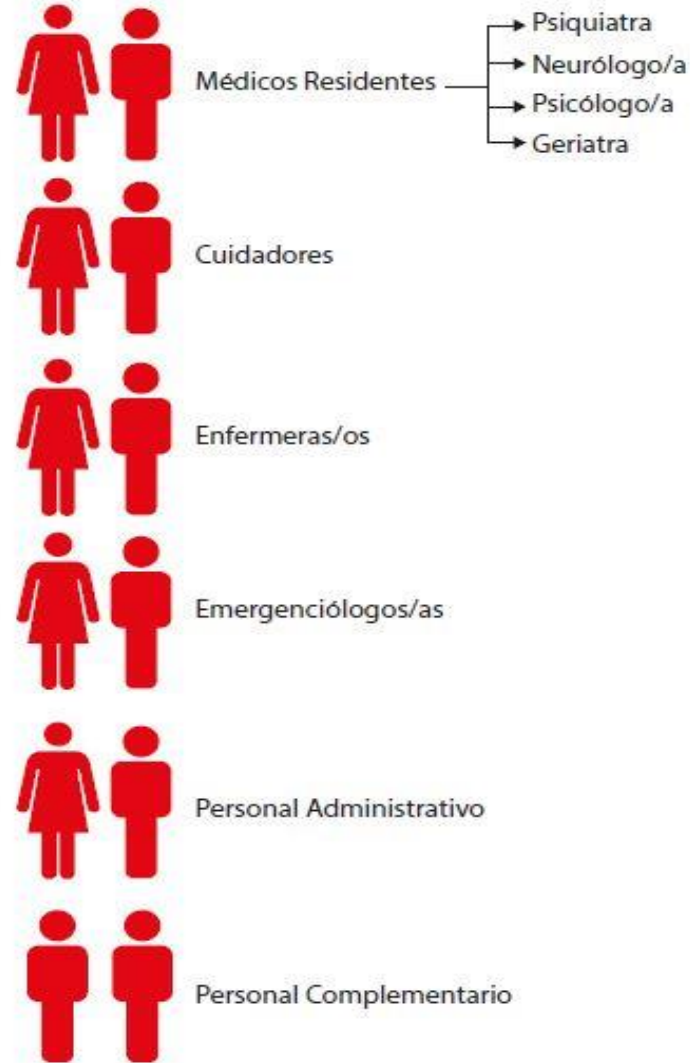 Médicos Residentes
Psiquiatra
Neurólogo/a
Psicólogo/a
Geriatra
Cuidadores
Enfermeras/os
Emergenciólogos/as
Personal Administrativo
Personal Complementario